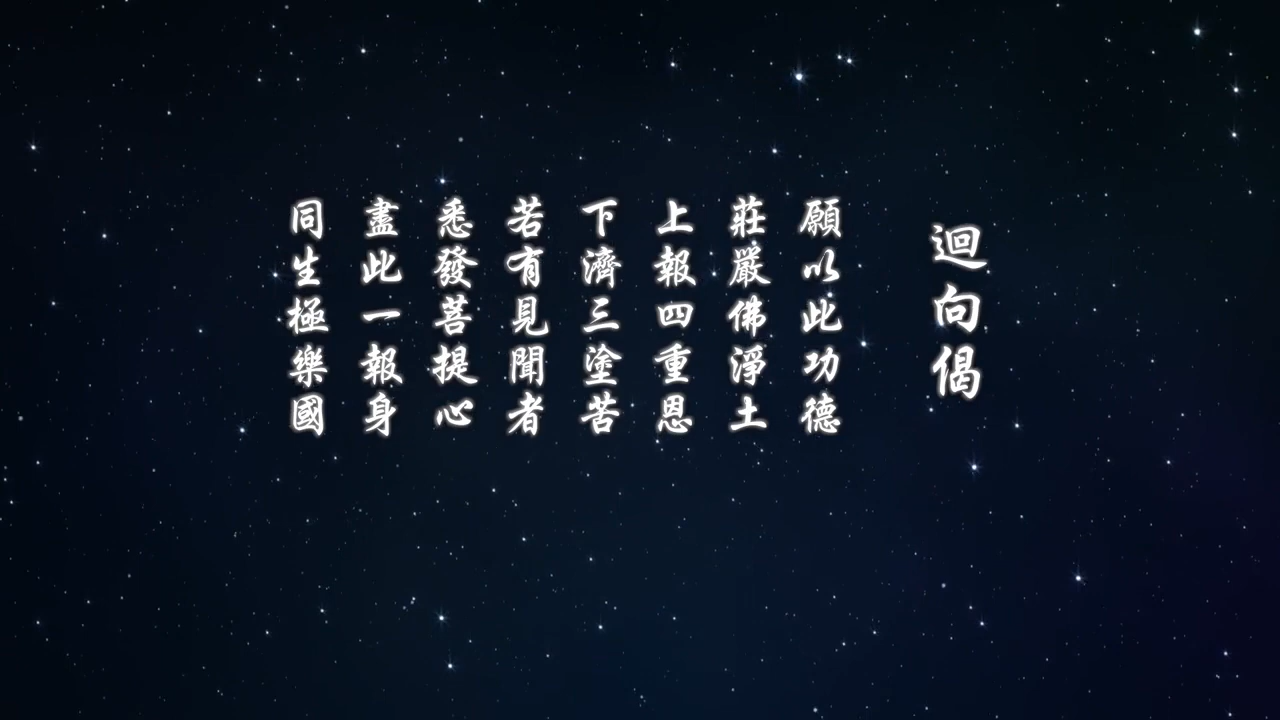 迴向偈
願以此功德
莊嚴佛淨土
上報四重恩
下濟三塗苦
若有見聞者
悉發菩提心
盡此一報身
同生極樂國